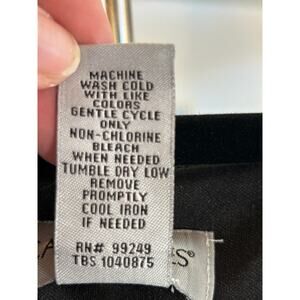 MACHINE
WASH COLD
WITH LIKE
COLORS
GENTLE CYCLE
ONLY
NON-CHLORINE
BLEACH
WHEN NEEDED
TUMBLE DRY LOW
REMOVE
PROMPTLY
COOL IRON
IF NEEDED
RN# 99249
TBS 1040875